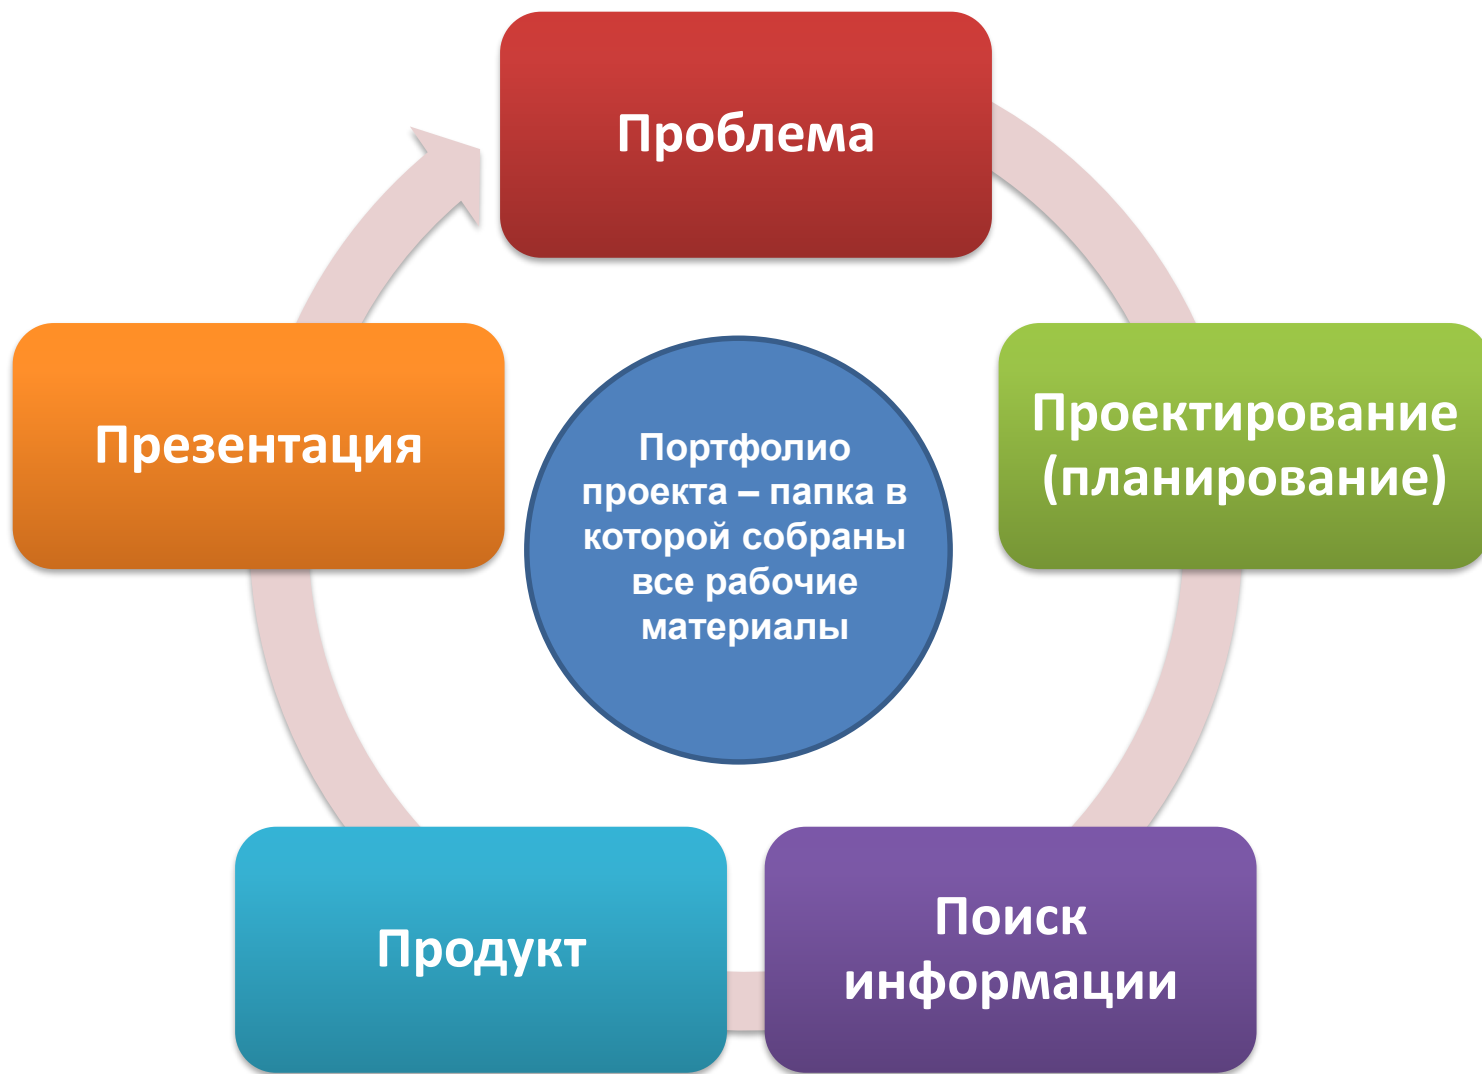 Проблема
Проектирование
(планирование)
Поиск
информации
Продукт
Презентация
Портфолио
проекта – папка в
которой собраны
все рабочие
материалы